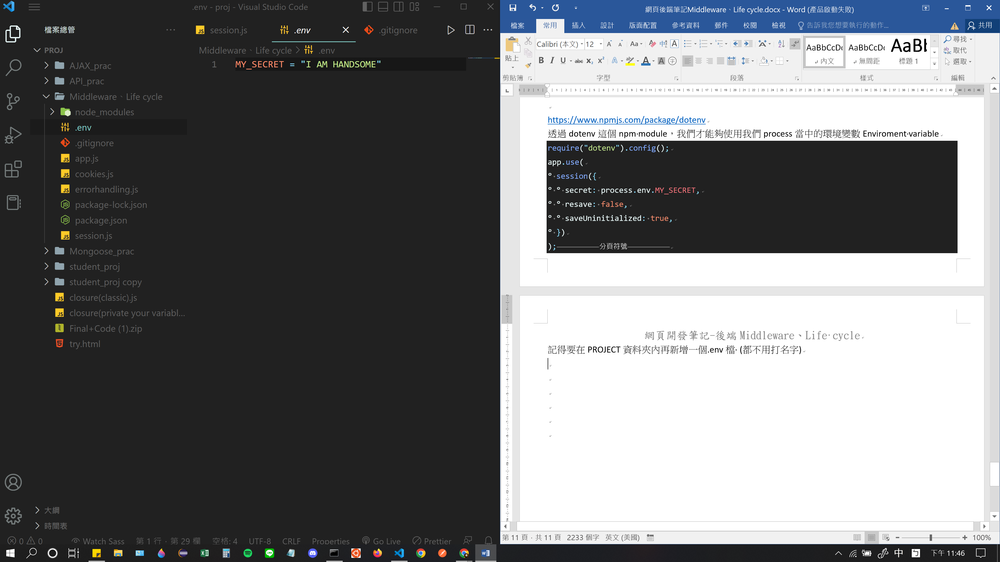 .env - proj - Visual Studio Code
檔案總管
session.js
.env
.gitignore
PROJ
Middleware、Life cycle > .env
1 MY_SECRET = "I AM HANDSOME"
AJAX_prac
API_prac
Middleware、Life cycle
node_modules
.env
.gitignore
app.js
cookies.js
errorhandling.js
package-lock.json
package.json
session.js
Mongoose_prac
student_proj
student_proj copy
closure(classic).js
closure(private your variabl...
Final+Code (1).zip
try.html
大綱
時間表
0 0 Watch Sass 第 1 行，第 29 欄 空格: 4 UTF-8 CRLF Properties Go Live Prettier
網頁後端筆記Middleware、Life cycle.docx - Word (產品啟動失敗)
檔案 常用 插入 設計 版面配置 參考資料 郵件 校閱 檢視 告訴我您想要執行的動作... 共用
貼上
Calibri (本文) 12
AaBbCcDc AaBbCcDc AaBb
內文 無間距 標題 1
尋找
取代
選取
剪貼簿 字型 段落 樣式 編輯
https://www.npmjs.com/package/dotenv
透過 dotenv 這個 npm·module，我們才能夠使用我們 process 當中的環境變數 Enviroment·variable
require("dotenv").config();
app.use(
session({
secret: process.env.MY_SECRET,
resave: false,
saveUninitialized: true,
})
);分頁符號
網頁開發筆記-後端 Middleware、Life·cycle
記得要在 PROJECT 資料夾內再新增一個.env 檔· (都不用打名字)
第 11 頁，共 11 頁 2233 個字 英文 (美國) 100%
中 下午 11:46